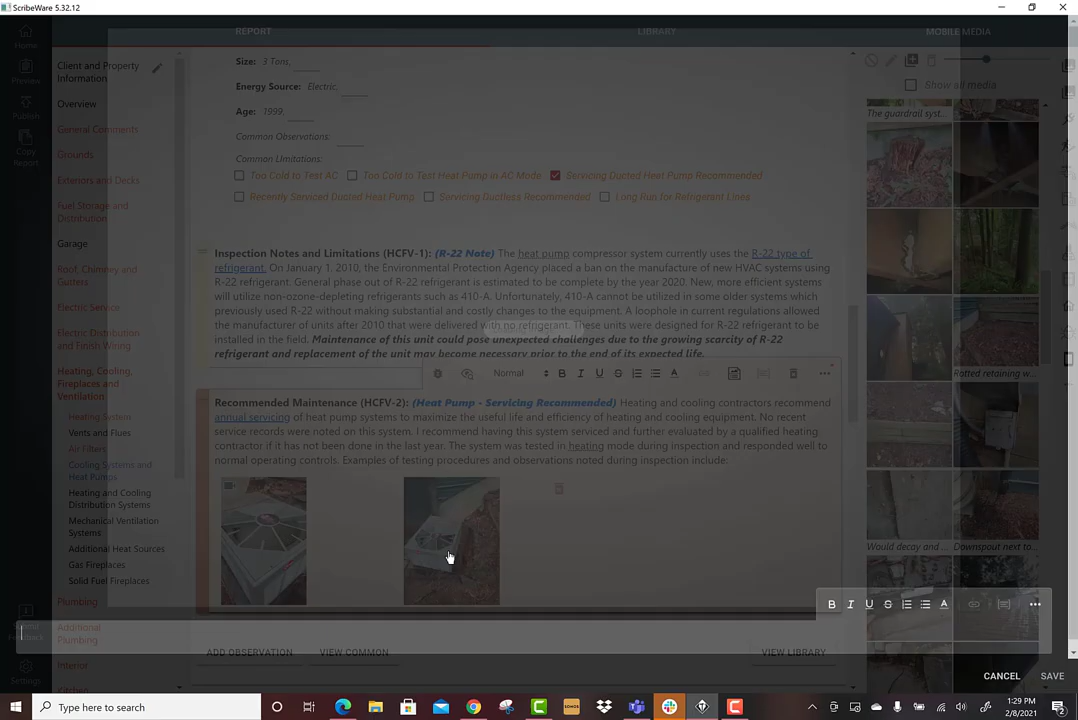 ScribeWare 5.32.12
REPORT
LIBRARY
MOBILE MEDIA
Home
Preview
Publish
Copy
Report
Settings
Client and Property
Information
Overview
General Comments
Grounds
Exteriors and Decks
Fuel Storage and
Distribution
Garage
Roof, Chimney and
Gutters
Electric Service
Electric Distribution
and Finish Wiring
Heating, Cooling,
Fireplaces and
Ventilation
Heating System
Vents and Flues
Air Filters
Cooling Systems and
Heat Pumps
Heating and Cooling
Distribution Systems
Mechanical Ventilation
Systems
Additional Heat Sources
Gas Fireplaces
Solid Fuel Fireplaces
Plumbing
Additional
Plumbing
Interior
Kitchen
Size: 3 Tons,
Energy Source: Electric,
Age: 1999,
Common Observations:
Common Limitations:
Too Cold to Test AC
Too Cold to Test Heat Pump in AC Mode
Servicing Ducted Heat Pump Recommended
Recently Serviced Ducted Heat Pump
Servicing Ductless Recommended
Long Run for Refrigerant Lines
Inspection Notes and Limitations (HCFV-1): (R-22 Note) The heat pump compressor system currently uses the R-22 type of
refrigerant. On January 1, 2010, the Environmental Protection Agency placed a ban on the manufacture of new HVAC systems using
R-22 refrigerant. General phase out of R-22 refrigerant is estimated to be complete by the year 2020. New, more efficient systems
will utilize non-ozone-depleting refrigerants such as 410-A. Unfortunately, 410-A cannot be utilized in some older systems which
previously used R-22 without making substantial and costly changes to the equipment. A loophole in current regulations allowed
the manufacturer of units after 2010 that were delivered with no refrigerant. These units were designed for R-22 refrigerant to be
installed in the field. Maintenance of this unit could pose unexpected challenges due to the growing scarcity of R-22
refrigerant and replacement of the unit may become necessary prior to the end of its expected life.
Normal
B I U S A
Recommended Maintenance (HCFV-2): (Heat Pump - Servicing Recommended) Heating and cooling contractors recommend
annual servicing of heat pump systems to maximize the useful life and efficiency of heating and cooling equipment. No recent
service records were noted on this system. I recommend having this system serviced and further evaluated by a qualified heating
contractor if it has not been done in the last year. The system was tested in heating mode during inspection and responded well to
normal operating controls. Examples of testing procedures and observations noted during inspection include:
ADD OBSERVATION
VIEW COMMON
VIEW LIBRARY
Show all media
The guardrail syst...
Rotted retaining w...
Would decay and ...
Downspout next to...
B I U S A
CANCEL
SAVE
Type here to search
1:29 PM
2/8/2021
2